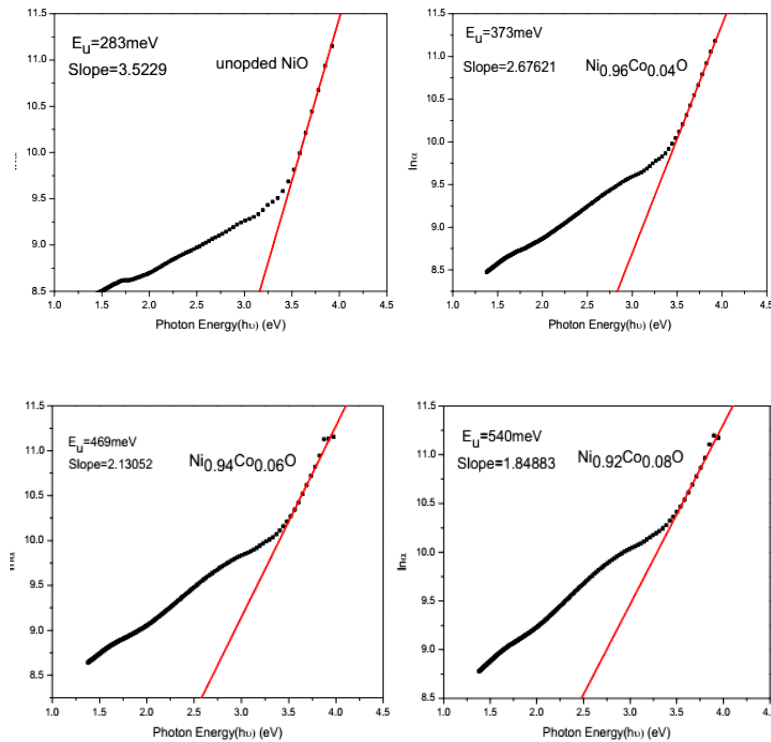 11.5
11.0
10.5
10.0
9.5
9.0
8.5
E_u=283meV
Slope=3.5229
unopded NiO
1.0 1.5 2.0 2.5 3.0 3.5 4.0 4.5
Photon Energy(hυ) (eV)
11.5
11.0
10.5
10.0
9.5
9.0
8.5
lnα
E_u=373meV
Slope=2.67621
Ni0.96Co0.04O
1.0 1.5 2.0 2.5 3.0 3.5 4.0 4.5
Photon Energy(hυ) (eV)
11.5
11.0
10.5
10.0
9.5
9.0
8.5
E_u=469meV
Slope=2.13052
Ni0.94Co0.06O
1.0 1.5 2.0 2.5 3.0 3.5 4.0 4.5
Photon Energy(hυ) (eV)
11.5
11.0
10.5
10.0
9.5
9.0
8.5
lnα
E_u=540meV
Slope=1.84883
Ni0.92Co0.08O
1.0 1.5 2.0 2.5 3.0 3.5 4.0 4.5
Photon Energy(hυ) (eV)